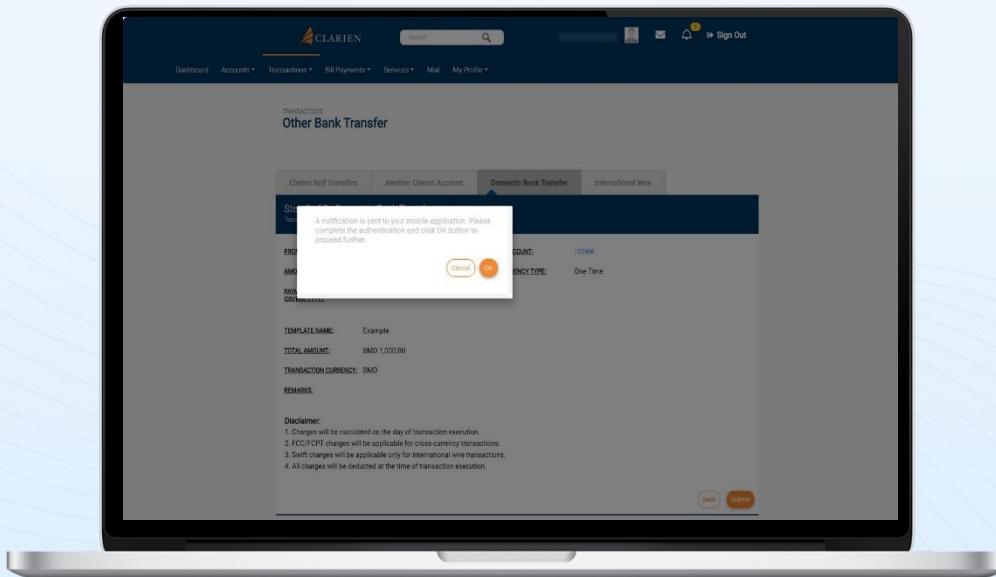 CLARIEN
Search
1
Sign Out
Dashboard Accounts Transactions Bill Payments Services Mail My Profile
TRANSACTIONS
Other Bank Transfer
Clarien Self Transfers Another Clarien Account Domestic Bank Transfer International Wire
A notification is sent to your mobile application. Please
complete the authentication and click OK button to
proceed further.
Cancel OK
COUNT: 123456
AMO ENCY TYPE: One Time
TEMPLATE NAME: Example
TOTAL AMOUNT: BMD 1,000.00
TRANSACTION CURRENCY: BMD
REMARKS:
Disclaimer:
1. Charges will be calculated on the day of transaction execution.
2. FCC/FCPT charges will be applicable for cross-currency transactions.
3. Swift charges will be applicable only for international wire transactions.
4. All charges will be deducted at the time of transaction execution.
Back Submit